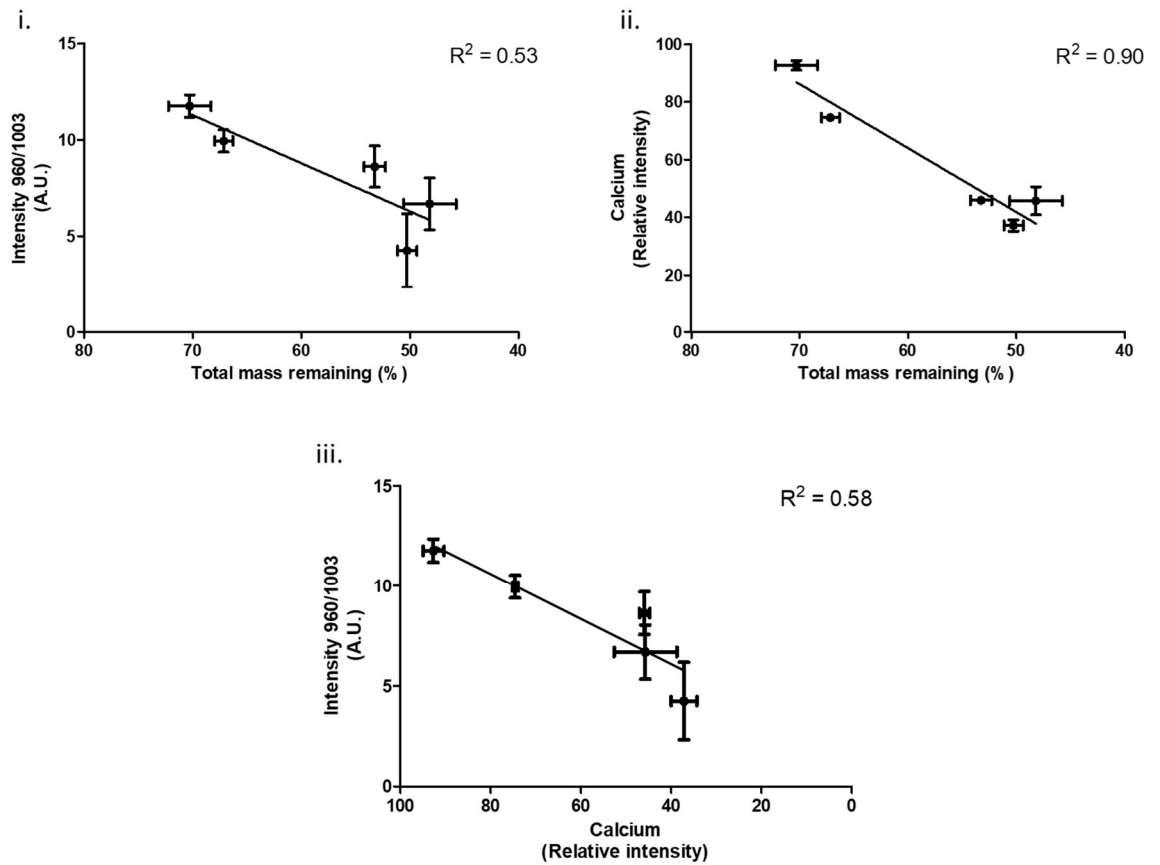 i.
R² = 0.53
Intensity 960/1003
(A.U.)
15
10
5
0
80 70 60 50 40
Total mass remaining (%)
ii.
R² = 0.90
Calcium
(Relative intensity)
100
80
60
40
20
0
80 70 60 50 40
Total mass remaining (%)
iii.
R² = 0.58
Intensity 960/1003
(A.U.)
15
10
5
0
100 80 60 40 20 0
Calcium
(Relative intensity)